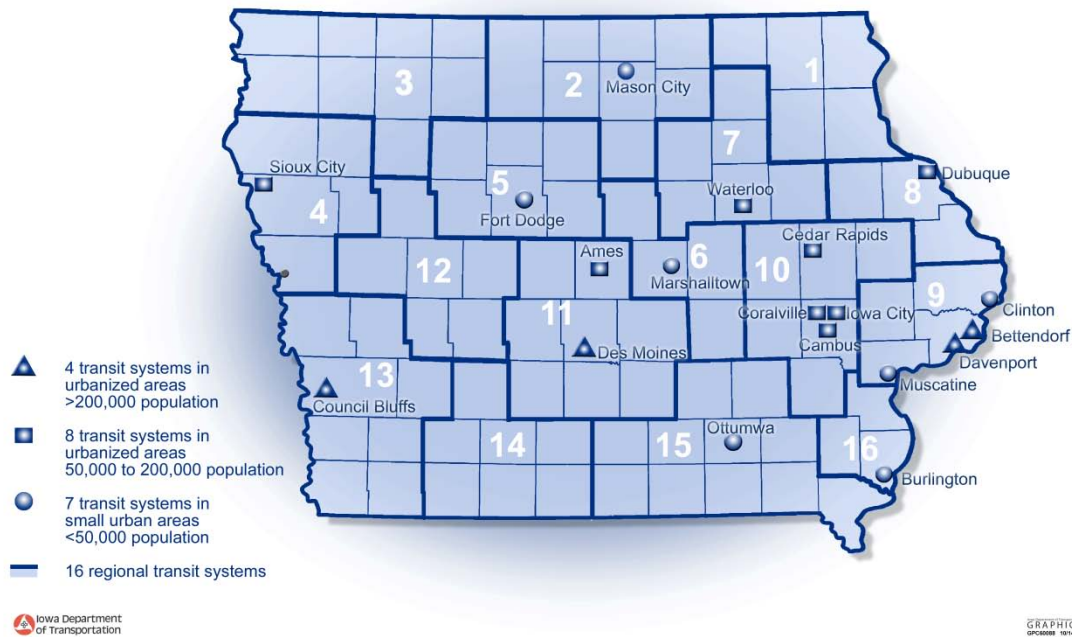 1
2
Mason City
3
7
Sioux City
5
Dubuque
8
Waterloo
4
Fort Dodge
Cedar Rapids
Ames
6
12
10
Marshalltown
9
Clinton
11
Coralville
Iowa City
Bettendorf
Cambus
Des Moines
Davenport
13
Muscatine
Council Bluffs
Ottumwa
14
15
16
Burlington
4 transit systems in
urbanized areas
>200,000 population
8 transit systems in
urbanized areas
50,000 to 200,000 population
7 transit systems in
small urban areas
<50,000 population
16 regional transit systems
Iowa Department
of Transportation
GRAPHIC